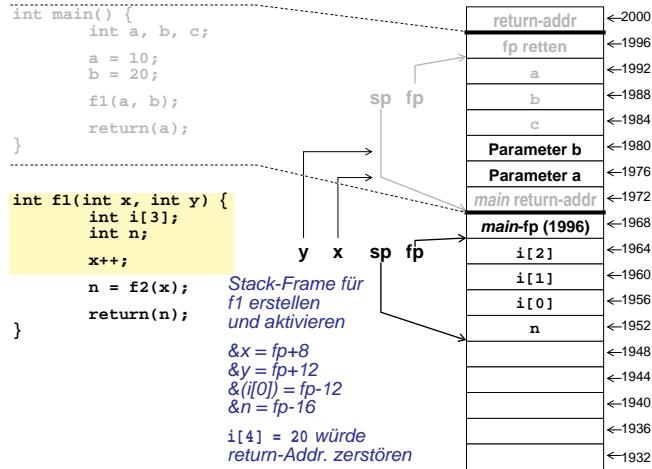 int main() {
int a, b, c;
a = 10;
b = 20;
f1(a, b);
return(a);
}
int f1(int x, int y) {
int i[3];
int n;
x++;
n = f2(x);
return(n);
}
sp fp
y x sp fp
Stack-Frame für
f1 erstellen
und aktivieren
&x = fp+8
&y = fp+12
&(i[0]) = fp-12
&n = fp-16
i[4] = 20 würde
return-Addr. zerstören
return-addr
fp retten
a
b
c
Parameter b
Parameter a
main return-addr
main-fp (1996)
i[2]
i[1]
i[0]
n
←2000
←1996
←1992
←1988
←1984
←1980
←1976
←1972
←1968
←1964
←1960
←1956
←1952
←1948
←1944
←1940
←1936
←1932